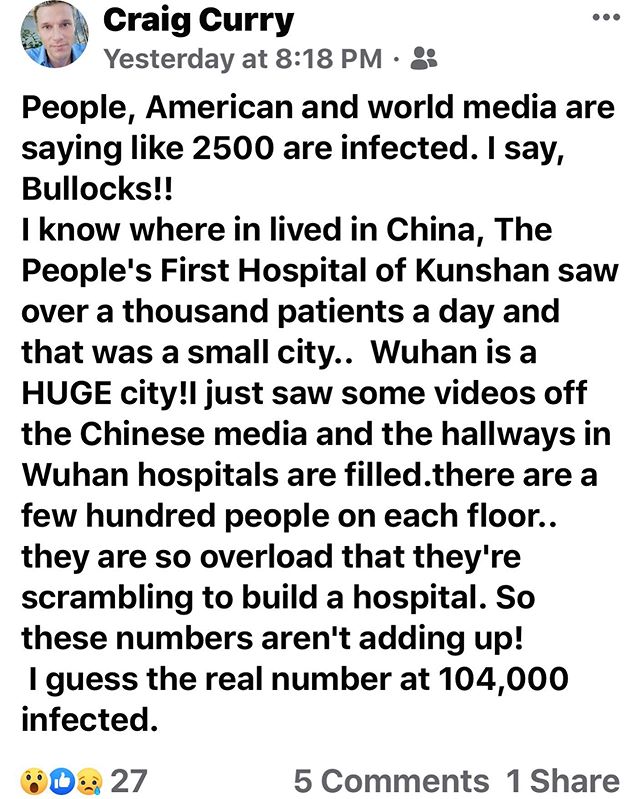 Craig Curry
Yesterday at 8:18 PM ·
People, American and world media are
saying like 2500 are infected. I say,
Bullocks!!
I know where in lived in China, The
People's First Hospital of Kunshan saw
over a thousand patients a day and
that was a small city..  Wuhan is a
HUGE city!I just saw some videos off
the Chinese media and the hallways in
Wuhan hospitals are filled.there are a
few hundred people on each floor..
they are so overload that they're
scrambling to build a hospital. So
these numbers aren't adding up!
I guess the real number at 104,000
infected.
27 5 Comments 1 Share